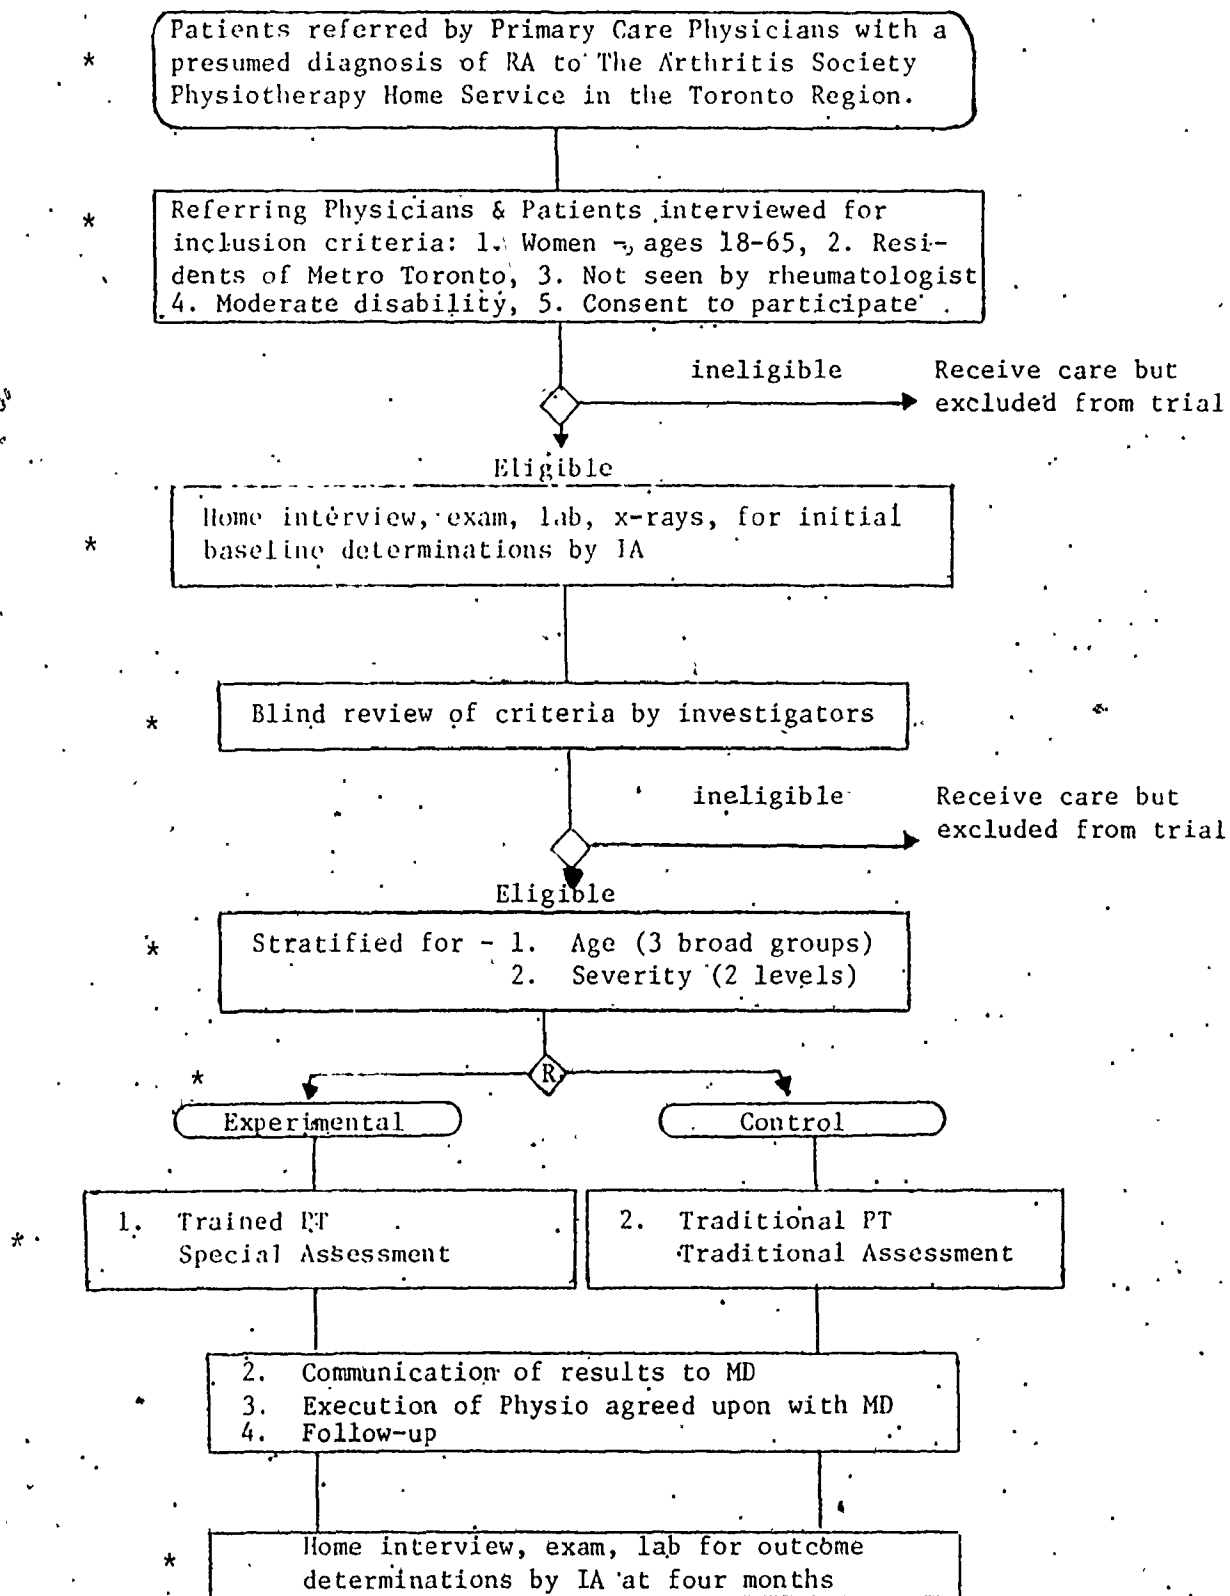 Patients referred by Primary Care Physicians with a
* presumed diagnosis of RA to The Arthritis Society
Physiotherapy Home Service in the Toronto Region.
* Referring Physicians & Patients interviewed for
inclusion criteria: 1. Women - ages 18-65, 2. Resi-
dents of Metro Toronto, 3. Not seen by rheumatologist
4. Moderate disability, 5. Consent to participate
ineligible
Receive care but
excluded from trial
Eligible
Home interview, exam, lab, x-rays, for initial
* baseline determinations by IA
* Blind review of criteria by investigators
ineligible
Receive care but
excluded from trial
Eligible
* Stratified for - 1. Age (3 broad groups)
2. Severity (2 levels)
R
*
Experimental
Control
* 1. Trained PT
Special Assessment
2. Traditional PT
Traditional Assessment
2. Communication of results to MD
3. Execution of Physio agreed upon with MD
4. Follow-up
* Home interview, exam, lab for outcome
determinations by IA at four months